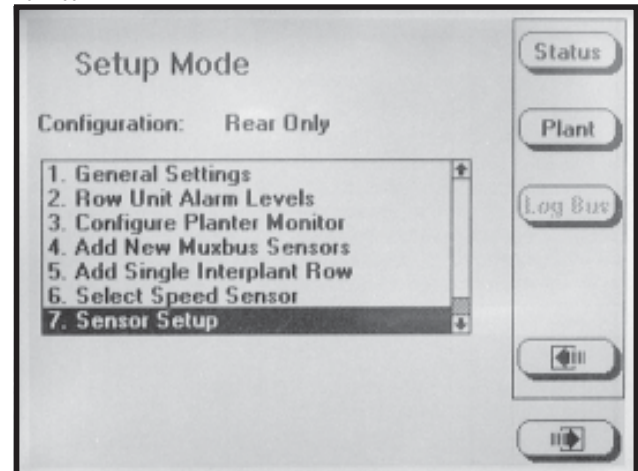 Setup Mode
Configuration: Rear Only
1. General Settings
2. Row Unit Alarm Levels
3. Configure Planter Monitor
4. Add New Muxbus Sensors
5. Add Single Interplant Row
6. Select Speed Sensor
7. Sensor Setup
Status
Plant
Log Bus